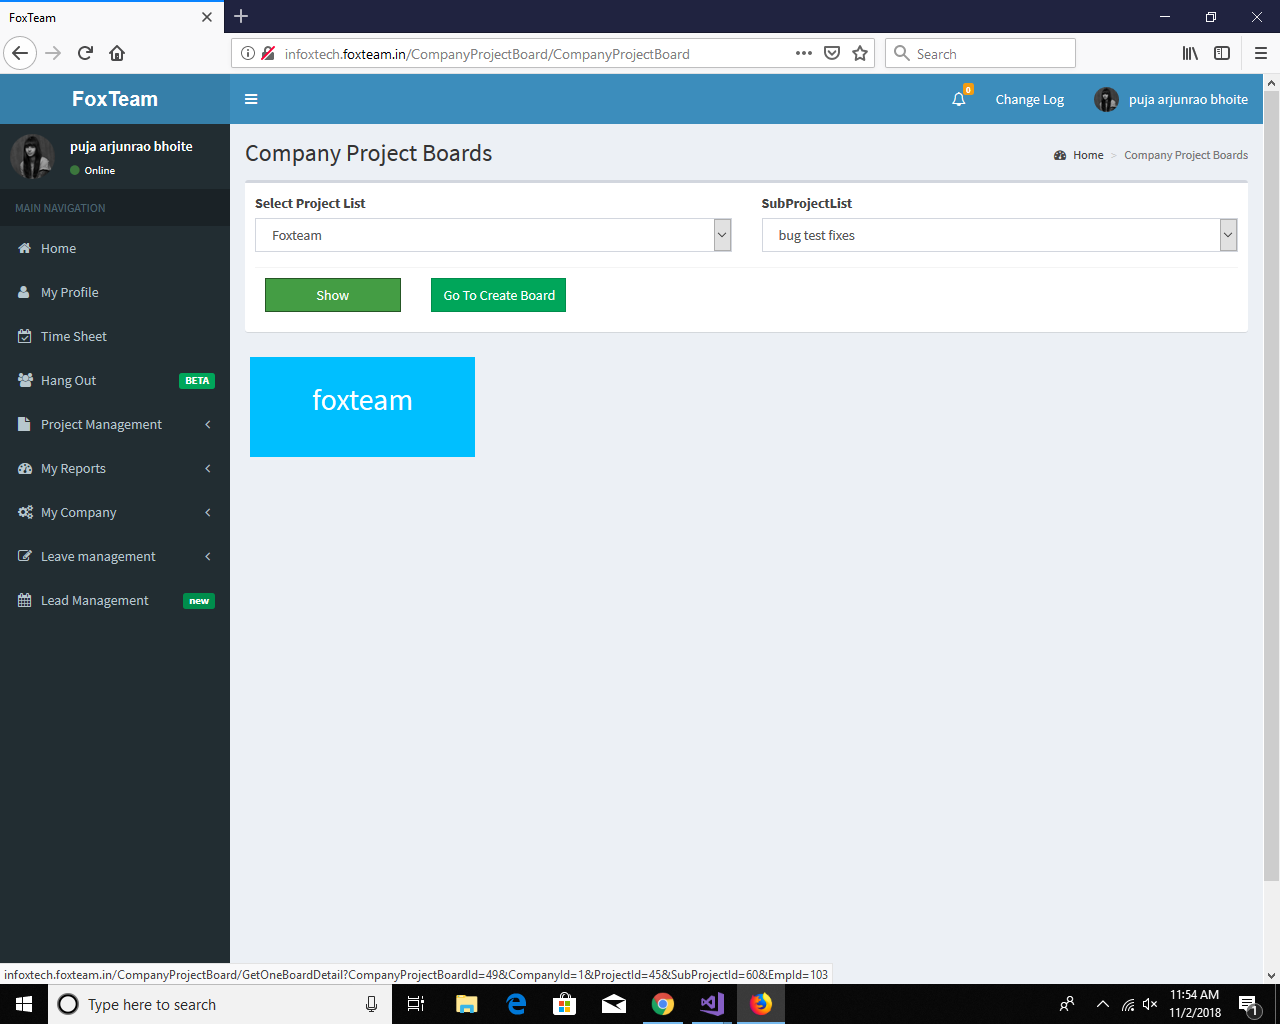 FoxTeam
infoxtech.foxteam.in/CompanyProjectBoard/CompanyProjectBoard
Search
FoxTeam
0
Change Log
puja arjunrao bhoite
puja arjunrao bhoite
Online
MAIN NAVIGATION
Home
My Profile
Time Sheet
Hang Out
BETA
Project Management
My Reports
My Company
Leave management
Lead Management
new
Company Project Boards
Home > Company Project Boards
Select Project List
SubProjectList
Foxteam
bug test fixes
Show
Go To Create Board
foxteam
infoxtech.foxteam.in/CompanyProjectBoard/GetOneBoardDetail?CompanyProjectBoardId=49&CompanyId=1&ProjectId=45&SubProjectId=60&EmpId=103
Type here to search
11:54 AM
11/2/2018
1